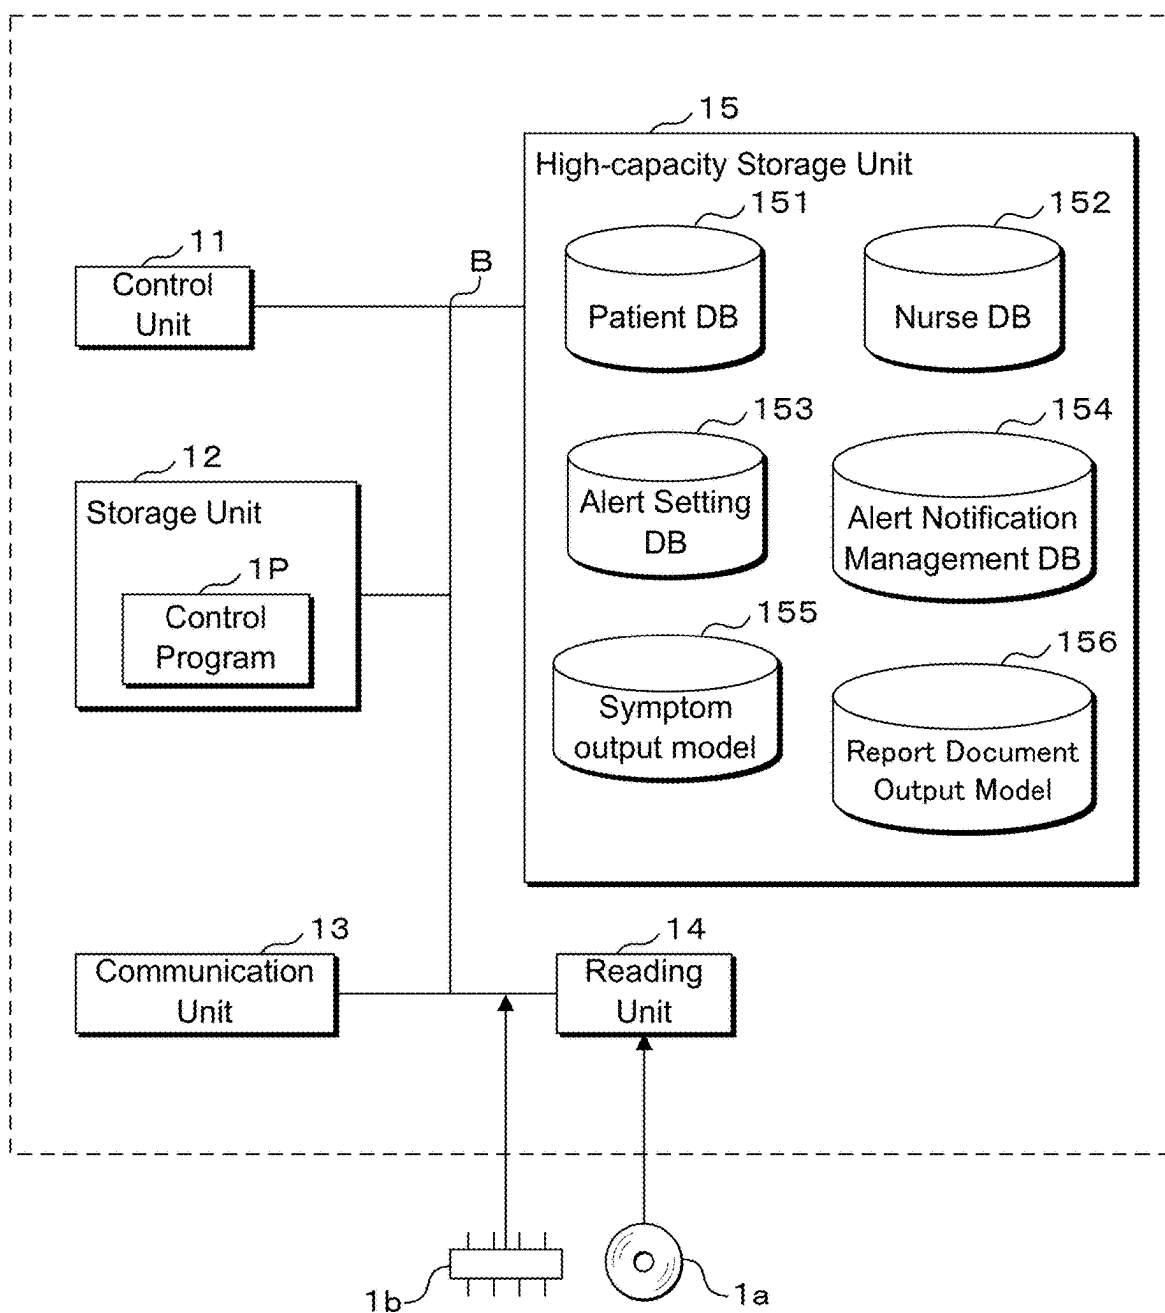 15
High-capacity Storage Unit
151
152
11
B
Control
Unit
Patient DB
Nurse DB
153
154
12
Storage Unit
Alert Setting
DB
Alert Notification
Management DB
1P
Control
Program
155
156
Symptom
output model
Report Document
Output Model
13
14
Communication
Unit
Reading
Unit
1b
1a